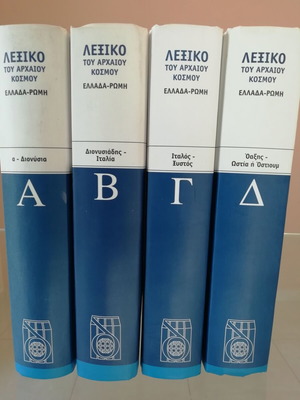 ΛΕΞΙΚΟ
ΤΟΥ ΑΡΧΑΙΟΥ
ΚΟΣΜΟΥ
ΕΛΛΑΔΑ-ΡΩΜΗ
α - Διονύσια
Α
ΛΕΞΙΚΟ
ΤΟΥ ΑΡΧΑΙΟΥ
ΚΟΣΜΟΥ
ΕΛΛΑΔΑ-ΡΩΜΗ
Διονυσιάδης -
Ιταλία
Β
ΛΕΞΙΚΟ
ΤΟΥ ΑΡΧΑΙΟΥ
ΚΟΣΜΟΥ
ΕΛΛΑΔΑ-ΡΩΜΗ
Ιταλός -
Ξυστός
Γ
ΛΕΞΙΚΟ
ΤΟΥ ΑΡΧΑΙΟΥ
ΚΟΣΜΟΥ
ΕΛΛΑΔΑ-ΡΩΜΗ
Όαξης -
Ωστία ή Όστιουμ
Δ